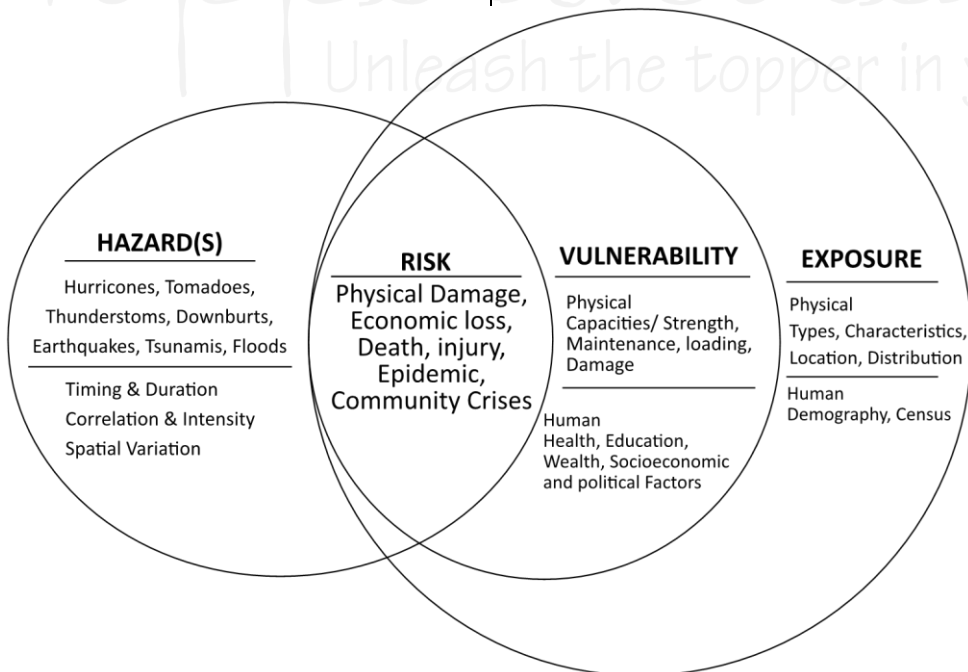 Unleash the topper in y
HAZARD(S)
Hurricones, Tomadoes,
Thunderstoms, Downburts,
Earthquakes, Tsunamis, Floods
Timing & Duration
Correlation & Intensity
Spatial Variation
RISK
Physical Damage,
Economic loss,
Death, injury,
Epidemic,
Community Crises
VULNERABILITY
Physical
Capacities/ Strength,
Maintenance, loading,
Damage
Human
Health, Education,
Wealth, Socioeconomic
and political Factors
EXPOSURE
Physical
Types, Characteristics,
Location, Distribution
Human
Demography, Census